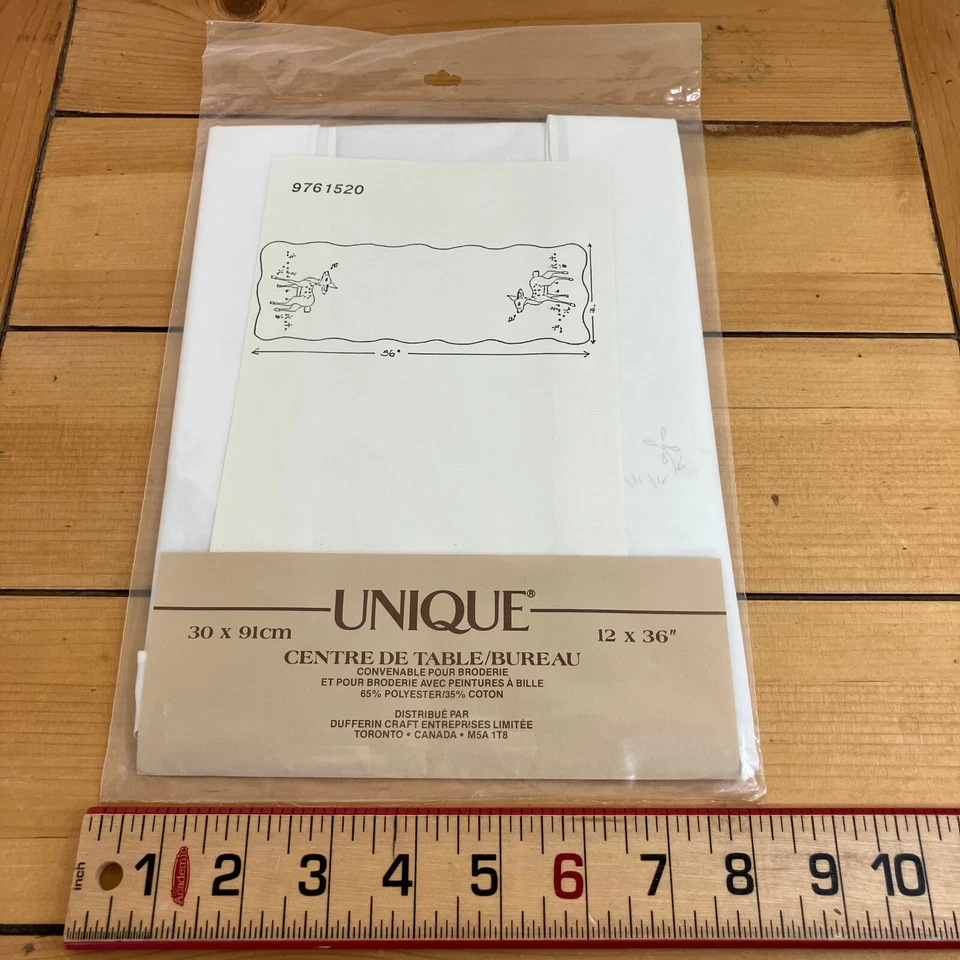 9761520
36"
UNIQUE®
30 x 91cm
12 x 36"
CENTRE DE TABLE/BUREAU
CONVENABLE POUR BRODERIE
ET POUR BRODERIE AVEC PEINTURES À BILLE
65% POLYESTER/35% COTON
DISTRIBUÉ PAR
DUFFERIN CRAFT ENTREPRISES LIMITÉE
TORONTO • CANADA • M5A 1T8
inch 1 Academic 2 3 4 5 6 7 8 9 10